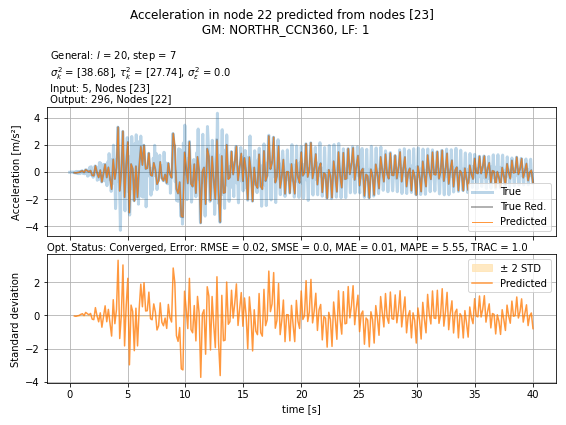 Acceleration in node 22 predicted from nodes [23]
GM: NORTHR_CCN360, LF: 1
General: l = 20, step = 7
σ²ₖ = [38.68], τ²ₖ = [27.74], σ²ε = 0.0
Input: 5, Nodes [23]
Output: 296, Nodes [22]
Acceleration [m/s²]
4
2
0
−2
−4
True
True Red.
Predicted
Opt. Status: Converged, Error: RMSE = 0.02, SMSE = 0.0, MAE = 0.01, MAPE = 5.55, TRAC = 1.0
Standard deviation
2
0
−2
−4
± 2 STD
Predicted
0 5 10 15 20 25 30 35 40
time [s]